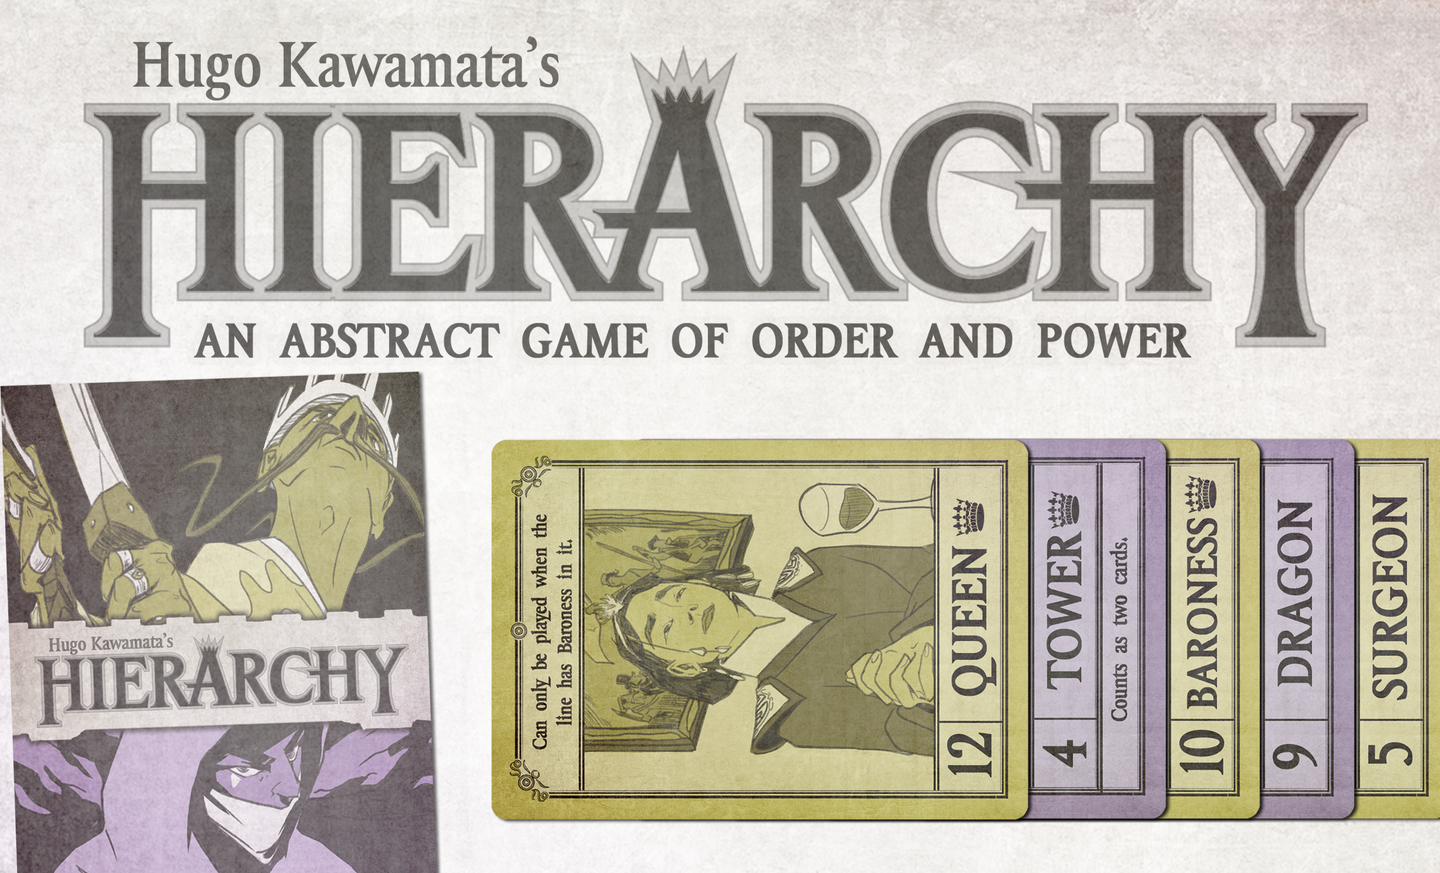 Hugo Kawamata's
HIERARCHY
AN ABSTRACT GAME OF ORDER AND POWER
Hugo Kawamata's
HIERARCHY
Can only be played when the
line has Baroness in it.
12 QUEEN
4 TOWER
Counts as two cards.
10 BARONESS
9 DRAGON
5 SURGEON